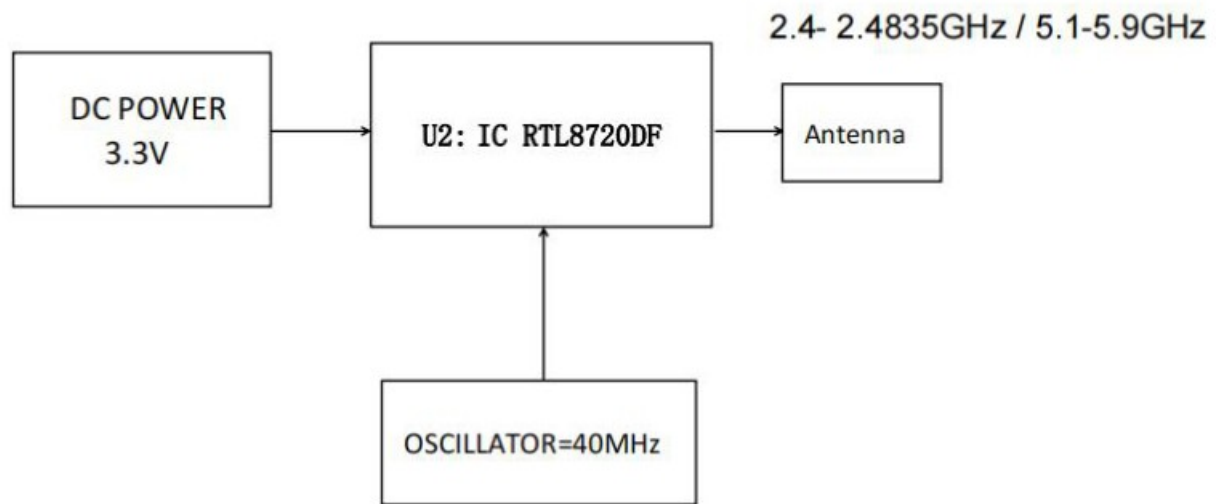 2.4- 2.4835GHz / 5.1-5.9GHz
DC POWER
3.3V
U2: IC RTL8720DF
Antenna
OSCILLATOR=40MHz